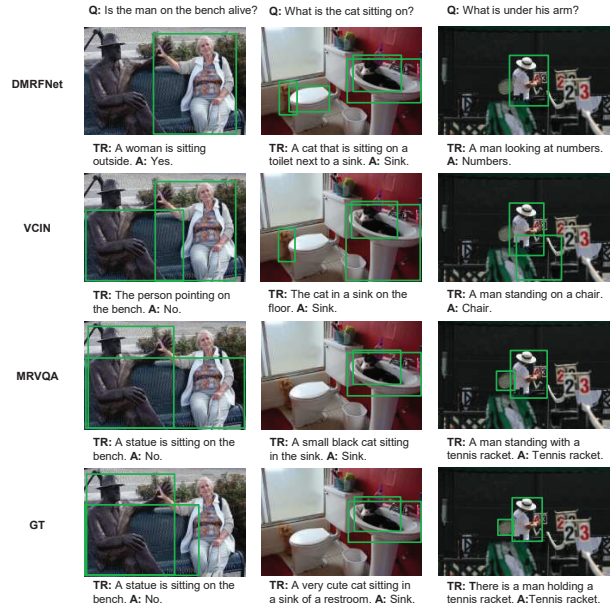 Q: Is the man on the bench alive?
Q: What is the cat sitting on?
Q: What is under his arm?
DMRFNet
TR: A woman is sitting
outside. A: Yes.
TR: A cat that is sitting on a
toilet next to a sink. A: Sink.
TR: A man looking at numbers.
A: Numbers.
VCIN
TR: The person pointing on
the bench. A: No.
TR: The cat in a sink on the
floor. A: Sink.
TR: A man standing on a chair.
A: Chair.
MRVQA
TR: A statue is sitting on the
bench. A: No.
TR: A small black cat sitting
in the sink. A: Sink.
TR: A man standing with a
tennis racket. A: Tennis racket.
GT
TR: A statue is sitting on the
bench. A: No.
TR: A very cute cat sitting in
a sink of a restroom. A: Sink.
TR: There is a man holding a
tennis racket. A:Tennis racket.